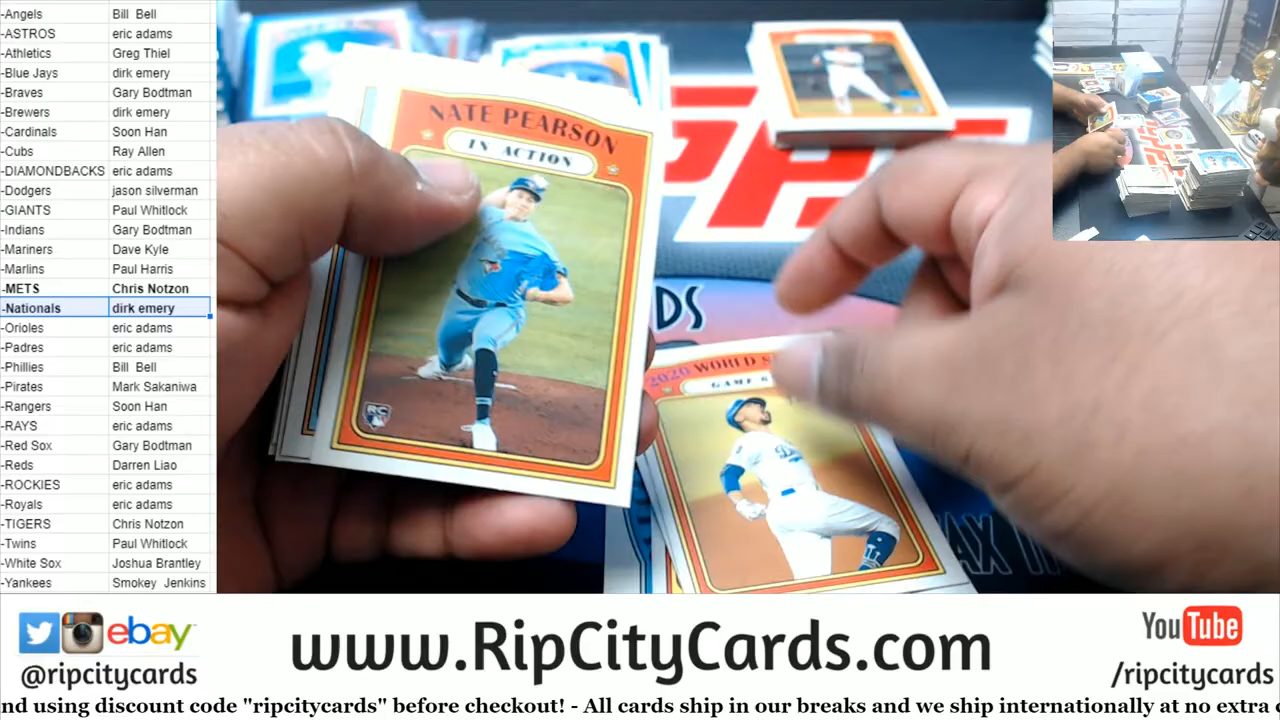 -Angels Bill Bell
-ASTROS eric adams
-Athletics Greg Thiel
-Blue Jays dirk emery
-Braves Gary Bodtman
-Brewers dirk emery
-Cardinals Soon Han
-Cubs Ray Allen
-DIAMONDBACKS eric adams
-Dodgers jason silverman
-GIANTS Paul Whitlock
-Indians Gary Bodtman
-Mariners Dave Kyle
-Marlins Paul Harris
-METS Chris Notzon
-Nationals dirk emery
-Orioles eric adams
-Padres eric adams
-Phillies Bill Bell
-Pirates Mark Sakaniwa
-Rangers Soon Han
-RAYS eric adams
-Red Sox Gary Bodtman
-Reds Darren Liao
-ROCKIES eric adams
-Royals eric adams
-TIGERS Chris Notzon
-Twins Paul Whitlock
-White Sox Joshua Brantley
-Yankees Smokey Jenkins
NATE PEARSON
IN ACTION
RC
2020 WORLD S
GAME
DS
ebay
@ripcitycards
www.RipCityCards.com
YouTube
/ripcitycards
nd using discount code "ripcitycards" before checkout! - All cards ship in our breaks and we ship internationally at no extra